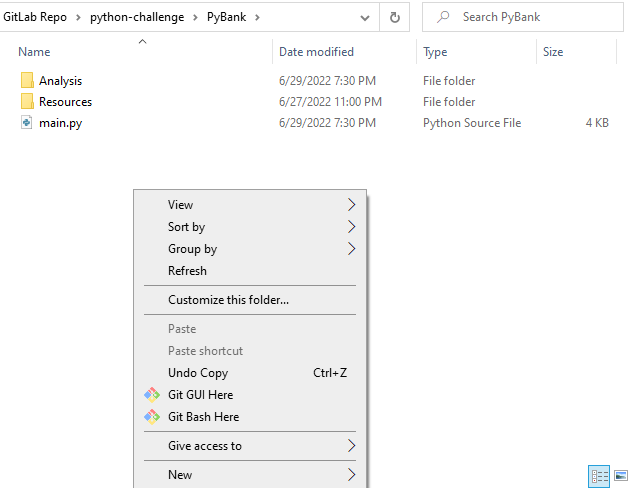 GitLab Repo > python-challenge > PyBank > Search PyBank
Name Date modified Type Size
Analysis 6/29/2022 7:30 PM File folder
Resources 6/27/2022 11:00 PM File folder
main.py 6/29/2022 7:30 PM Python Source File 4 KB
View
Sort by
Group by
Refresh
Customize this folder...
Paste
Paste shortcut
Undo Copy Ctrl+Z
Git GUI Here
Git Bash Here
Give access to
New